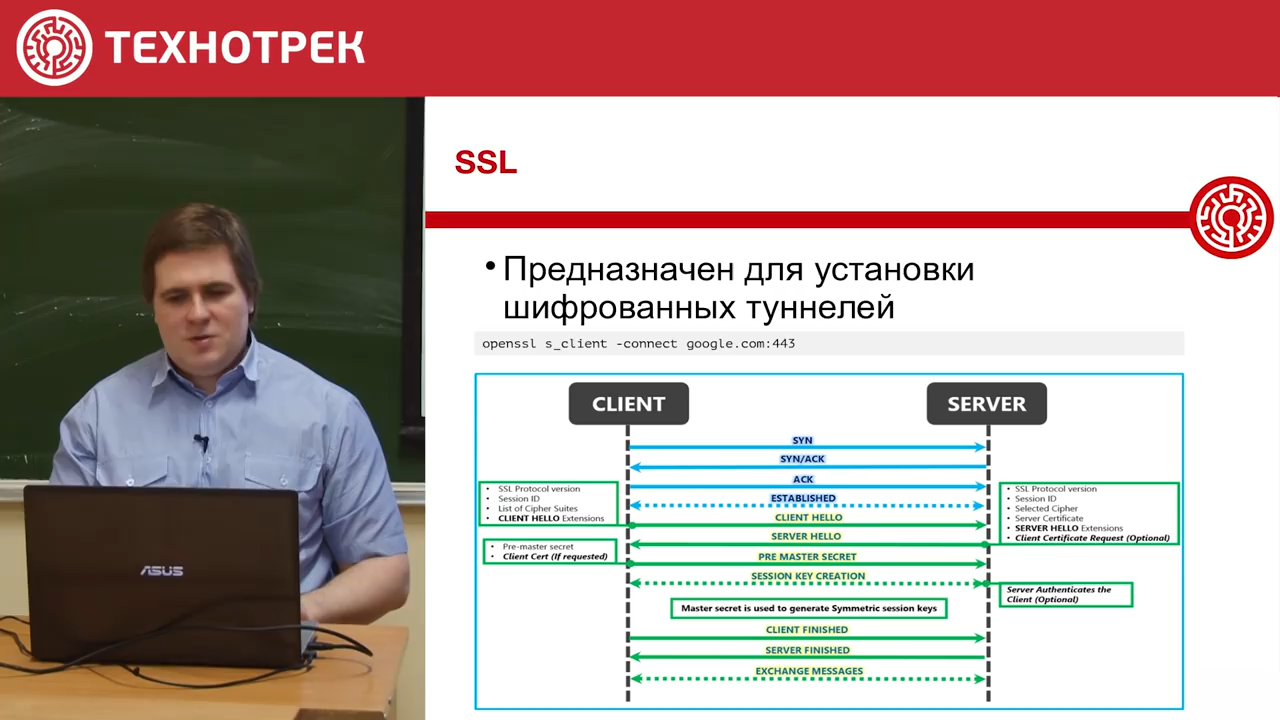 ТЕХНОТРЕК
SSL
• Предназначен для установки
шифрованных туннелей
openssl s_client -connect google.com:443
CLIENT
SERVER
SYN
SYN/ACK
ACK
ESTABLISHED
CLIENT HELLO
SERVER HELLO
PRE MASTER SECRET
SESSION KEY CREATION
• SSL Protocol version
• Session ID
• List of Cipher Suites
• CLIENT HELLO Extensions
• Pre-master secret
• Client Cert (If requested)
• SSL Protocol version
• Session ID
• Selected Cipher
• Server Certificate
• SERVER HELLO Extensions
• Client Certificate Request (Optional)
Server Authenticates the
Client (Optional)
Master secret is used to generate Symmetric session keys
CLIENT FINISHED
SERVER FINISHED
EXCHANGE MESSAGES
ASUS